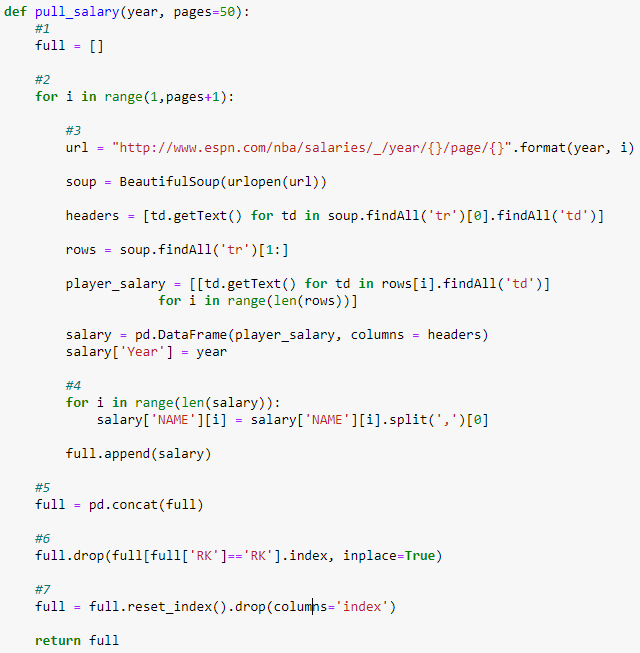 def pull_salary(year, pages=50):
    #1
    full = []
    #2
    for i in range(1,pages+1):
        #3
        url = "http://www.espn.com/nba/salaries/_/year/{}/page/{}".format(year, i)
        soup = BeautifulSoup(urlopen(url))
        headers = [td.getText() for td in soup.findAll('tr')[0].findAll('td')]
        rows = soup.findAll('tr')[1:]
        player_salary = [[td.getText() for td in rows[i].findAll('td')]
                    for i in range(len(rows))]
        salary = pd.DataFrame(player_salary, columns = headers)
        salary['Year'] = year
        #4
        for i in range(len(salary)):
            salary['NAME'][i] = salary['NAME'][i].split(',')[0]
        full.append(salary)
    #5
    full = pd.concat(full)
    #6
    full.drop(full[full['RK']=='RK'].index, inplace=True)
    #7
    full = full.reset_index().drop(columns='index')
    return full